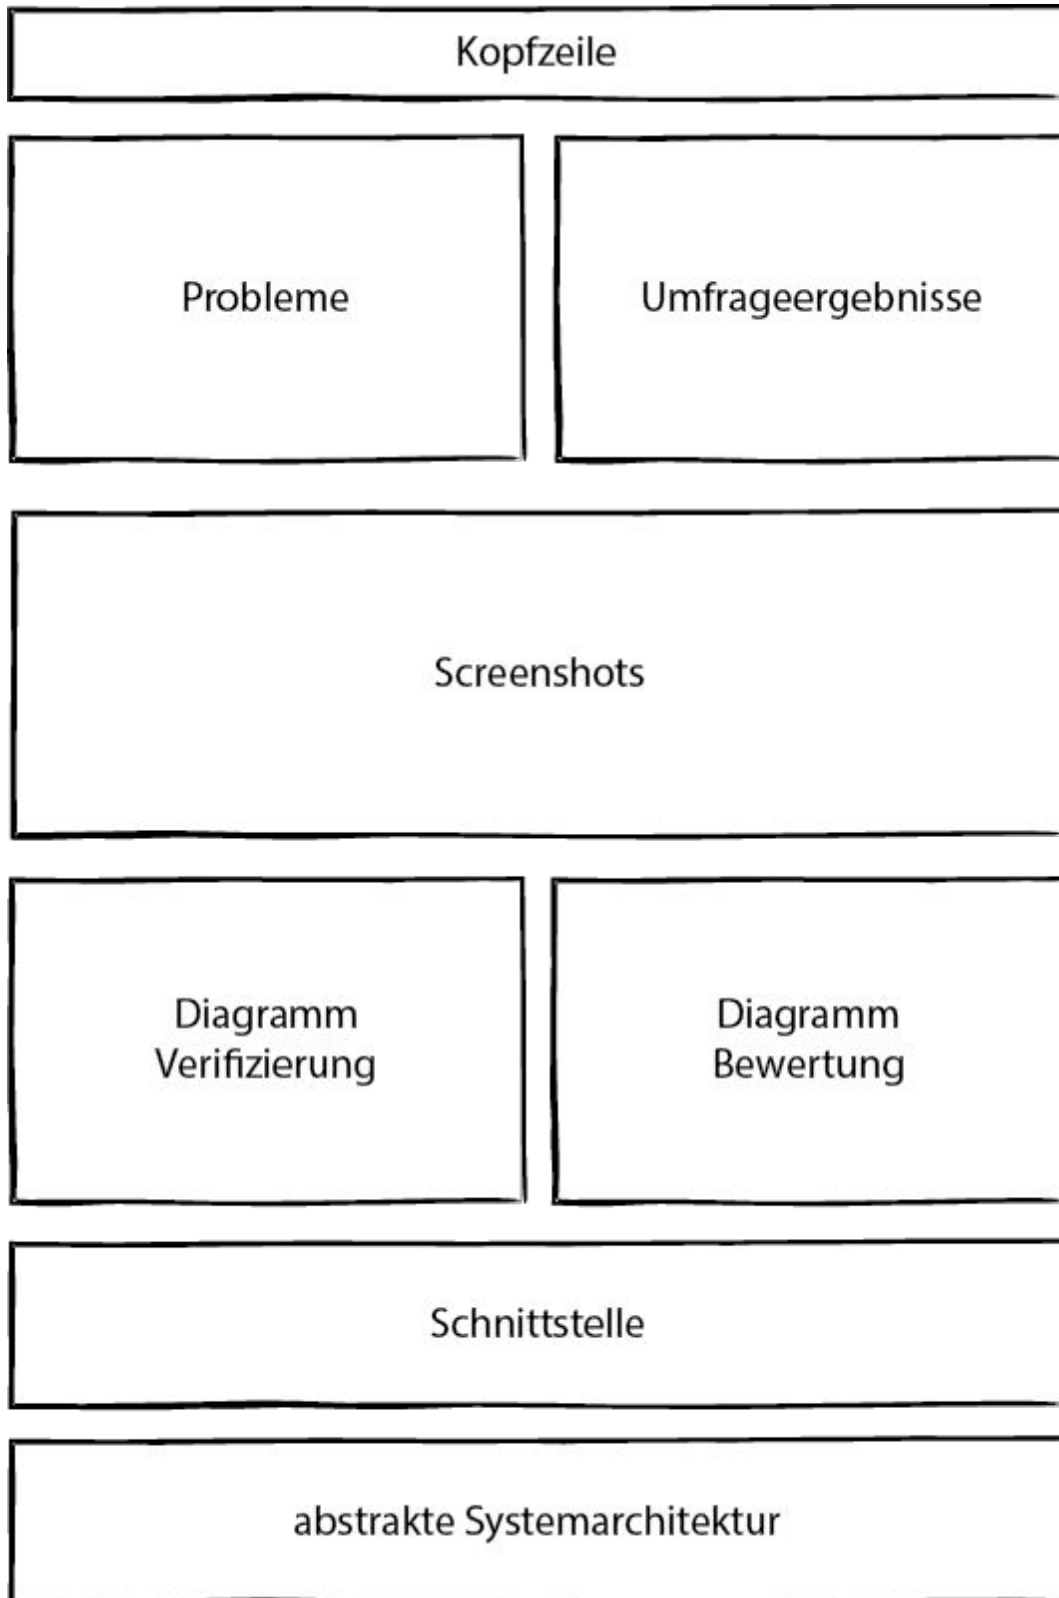 Kopfzeile
Probleme
Umfrageergebnisse
Screenshots
Diagramm
Verifizierung
Diagramm
Bewertung
Schnittstelle
abstrakte Systemarchitektur